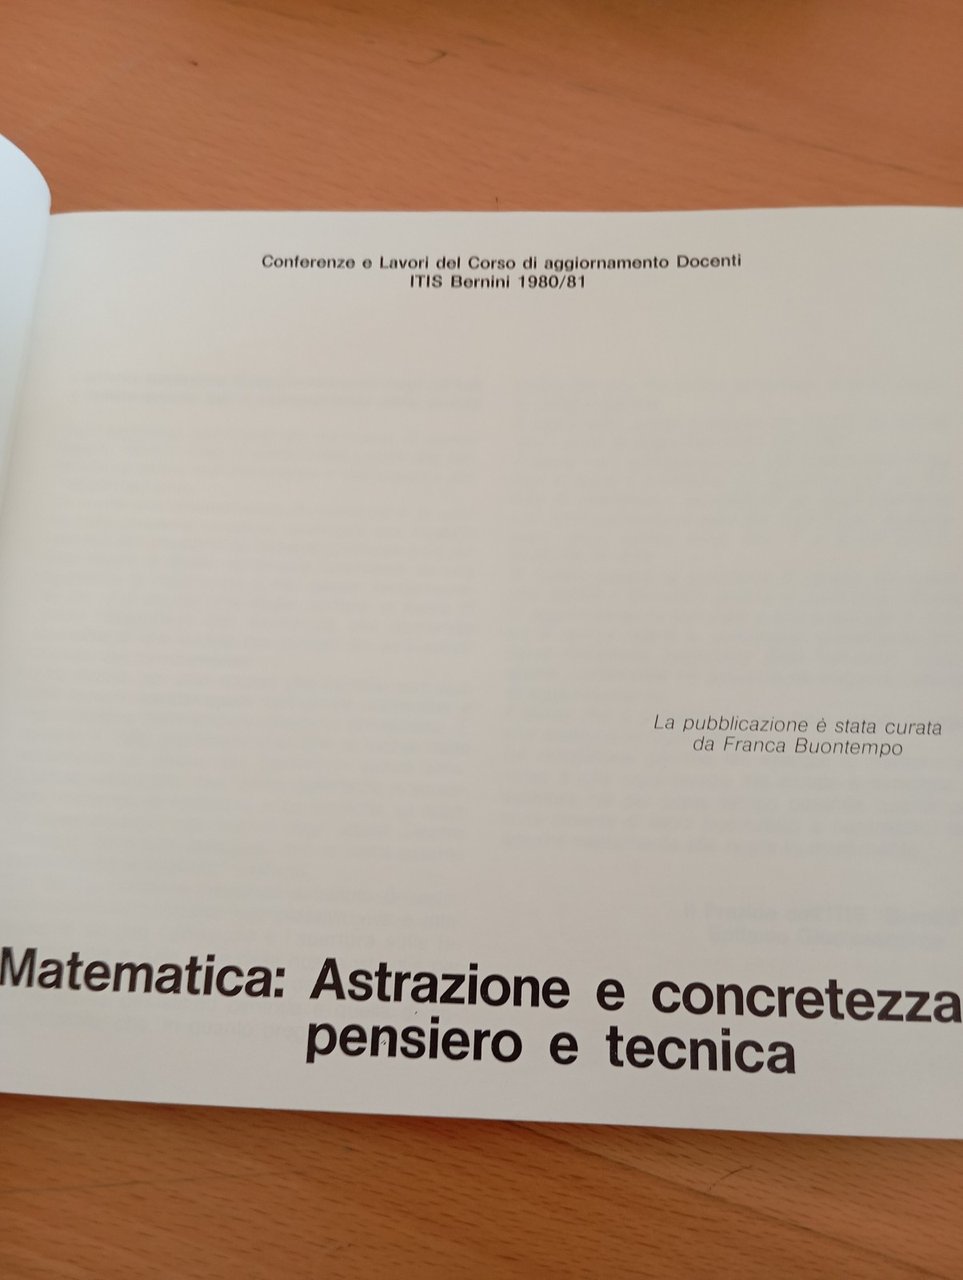 Conferenze e Lavori del Corso di aggiornamento Docenti
ITIS Bernini 1980/81
La pubblicazione è stata curata
da Franca Buontempo
Matematica: Astrazione e concretezza
pensiero e tecnica